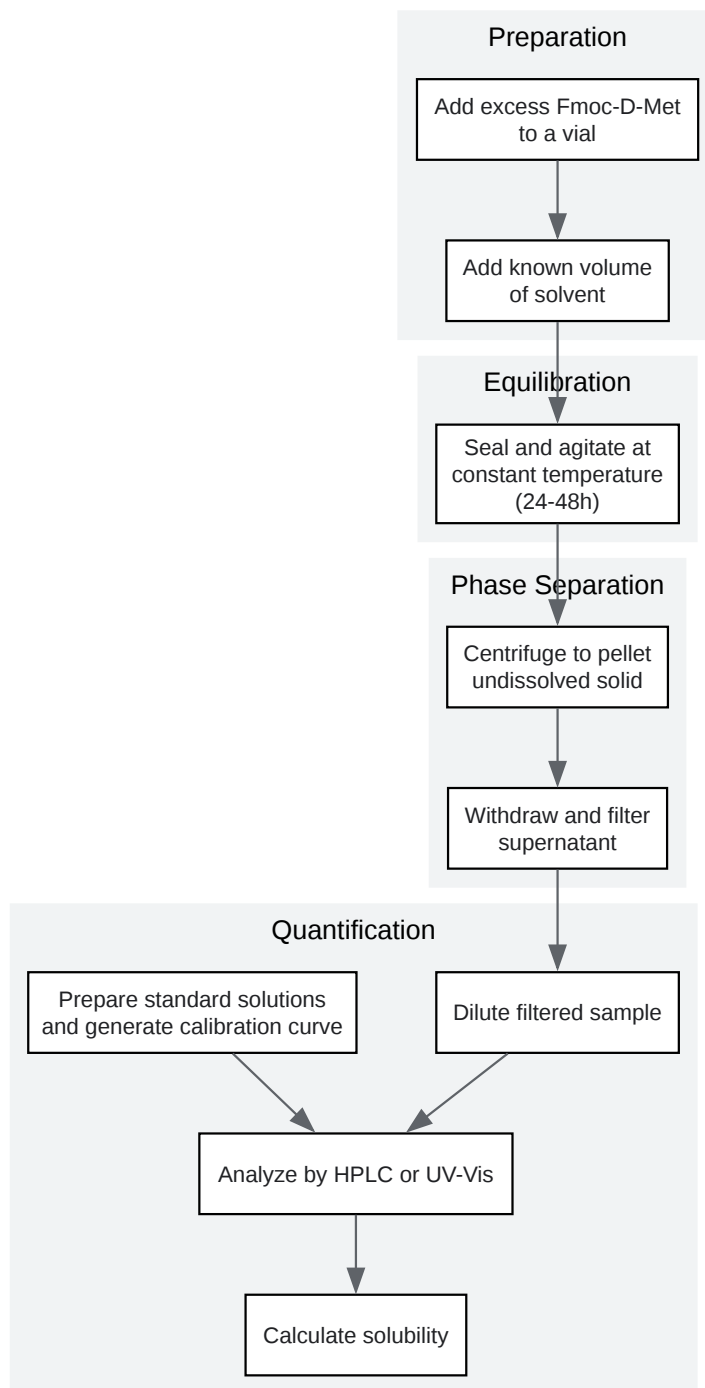 Preparation
Add excess Fmoc-D-Met
to a vial
Add known volume
of solvent
Equilibration
Seal and agitate at
constant temperature
(24-48h)
Phase Separation
Centrifuge to pellet
undissolved solid
Withdraw and filter
supernatant
Quantification
Prepare standard solutions
and generate calibration curve
Dilute filtered sample
Analyze by HPLC or UV-Vis
Calculate solubility